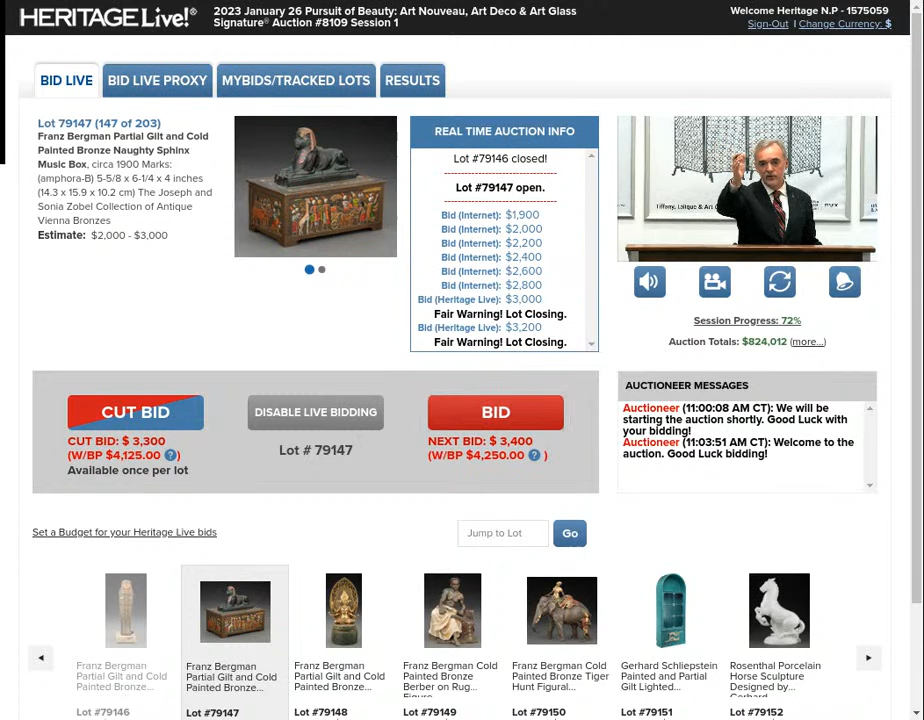 HERITAGE Live!®
2023 January 26 Pursuit of Beauty: Art Nouveau, Art Deco & Art Glass
Signature® Auction #8109 Session 1
Welcome Heritage N.P - 1575059
Sign-Out | Change Currency: $
BID LIVE
BID LIVE PROXY
MYBIDS/TRACKED LOTS
RESULTS
Lot 79147 (147 of 203)
Franz Bergman Partial Gilt and Cold
Painted Bronze Naughty Sphinx
Music Box, circa 1900 Marks:
(amphora-B) 5-5/8 x 6-1/4 x 4 inches
(14.3 x 15.9 x 10.2 cm) The Joseph and
Sonia Zobel Collection of Antique
Vienna Bronzes
Estimate: $2,000 - $3,000
REAL TIME AUCTION INFO
Lot #79146 closed!
Lot #79147 open.
Bid (Internet): $1,900
Bid (Internet): $2,000
Bid (Internet): $2,200
Bid (Internet): $2,400
Bid (Internet): $2,600
Bid (Internet): $2,800
Bid (Heritage Live): $3,000
Fair Warning! Lot Closing.
Bid (Heritage Live): $3,200
Fair Warning! Lot Closing.
Tiffany, Lalique & Art
Session Progress: 72%
Auction Totals: $824,012 (more...)
CUT BID
CUT BID: $ 3,300
(W/BP $4,125.00 ?)
Available once per lot
DISABLE LIVE BIDDING
Lot # 79147
BID
NEXT BID: $ 3,400
(W/BP $4,250.00 ? )
AUCTIONEER MESSAGES
Auctioneer (11:00:08 AM CT): We will be
starting the auction shortly. Good Luck with
your bidding!
Auctioneer (11:03:51 AM CT): Welcome to the
auction. Good Luck bidding!
Set a Budget for your Heritage Live bids
Jump to Lot
Go
Franz Bergman
Partial Gilt and Cold
Painted Bronze...
Lot #79146
Franz Bergman
Partial Gilt and Cold
Painted Bronze...
Lot #79147
Franz Bergman
Partial Gilt and Cold
Painted Bronze...
Lot #79148
Franz Bergman Cold
Painted Bronze
Berber on Rug...
Figure
Lot #79149
Franz Bergman Cold
Painted Bronze Tiger
Hunt Figural...
Lot #79150
Gerhard Schliepstein
Painted and Partial
Gilt Lighted...
Lot #79151
Rosenthal Porcelain
Horse Sculpture
Designed by
Gerhard
Lot #79152